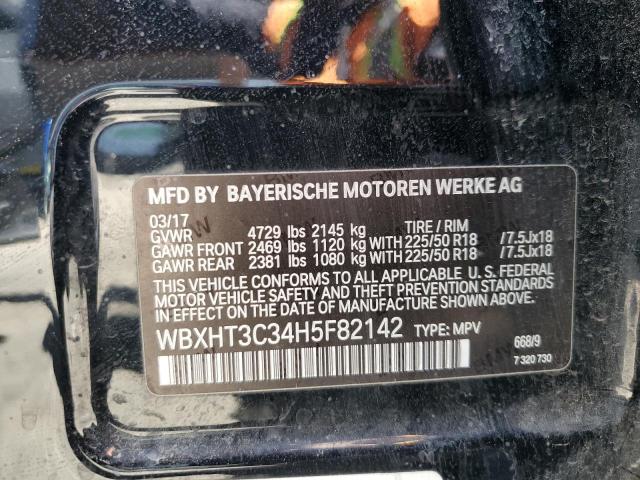 MFD BY BAYERISCHE MOTOREN WERKE AG
03/17
GVWR 4729 lbs 2145 kg TIRE / RIM
GAWR FRONT 2469 lbs 1120 kg WITH 225/50 R18 /7.5Jx18
GAWR REAR 2381 lbs 1080 kg WITH 225/50 R18 /7.5Jx18
THIS VEHICLE CONFORMS TO ALL APPLICABLE U. S. FEDERAL
MOTOR VEHICLE SAFETY AND THEFT PREVENTION STANDARDS
IN EFFECT ON THE DATE OF MANUFACTURE SHOWN ABOVE.
WBXHT3C34H5F82142 TYPE: MPV
668/9
7 320 730